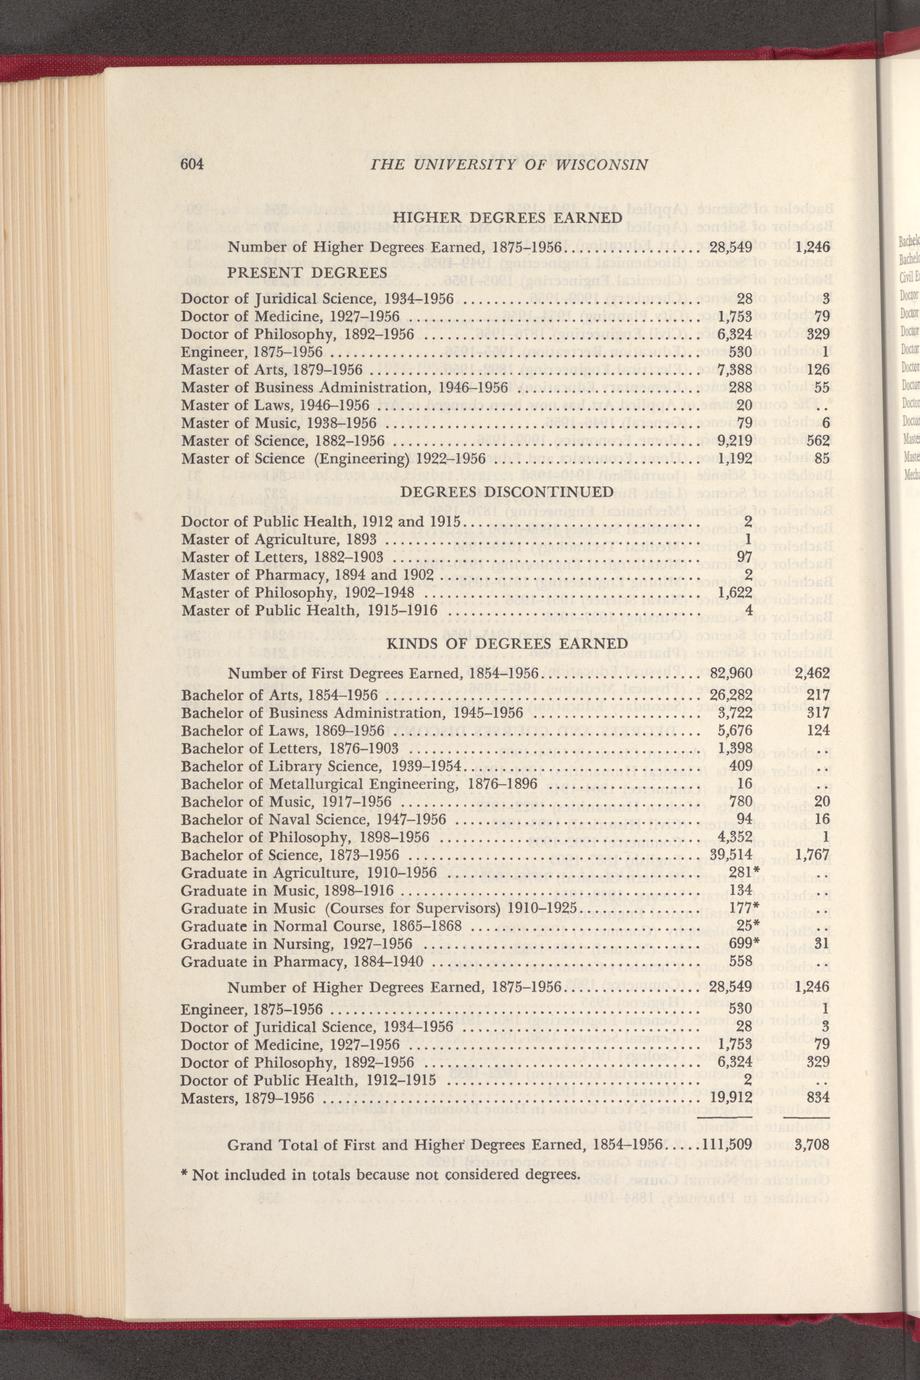 604 THE UNIVERSITY OF WISCONSIN
HIGHER DEGREES EARNED
Number of Higher Degrees Earned, 1875–1956................. 28,549 1,246
PRESENT DEGREES
Doctor of Juridical Science, 1934–1956 ............................. 28 3
Doctor of Medicine, 1927–1956 ................................... 1,753 79
Doctor of Philosophy, 1892–1956 ................................. 6,324 329
Engineer, 1875–1956 ............................................. 530 1
Master of Arts, 1879–1956 ........................................ 7,388 126
Master of Business Administration, 1946–1956 ................... 288 55
Master of Laws, 1946–1956 ....................................... 20 ..
Master of Music, 1938–1956 ...................................... 79 6
Master of Science, 1882–1956 ..................................... 9,219 562
Master of Science (Engineering) 1922–1956 ......................... 1,192 85
DEGREES DISCONTINUED
Doctor of Public Health, 1912 and 1915............................. 2
Master of Agriculture, 1893 ...................................... 1
Master of Letters, 1882–1903 ..................................... 97
Master of Pharmacy, 1894 and 1902 ............................... 2
Master of Philosophy, 1902–1948 ................................. 1,622
Master of Public Health, 1915–1916 ............................... 4
KINDS OF DEGREES EARNED
Number of First Degrees Earned, 1854–1956.................... 82,960 2,462
Bachelor of Arts, 1854–1956 ...................................... 26,282 217
Bachelor of Business Administration, 1945–1956 ..................... 3,722 317
Bachelor of Laws, 1869–1956 ..................................... 5,676 124
Bachelor of Letters, 1876–1903 ................................... 1,398 ..
Bachelor of Library Science, 1939–1954............................. 409 ..
Bachelor of Metallurgical Engineering, 1876–1896 ................... 16 ..
Bachelor of Music, 1917–1956 .................................... 780 20
Bachelor of Naval Science, 1947–1956 .............................. 94 16
Bachelor of Philosophy, 1898–1956 ................................ 4,352 1
Bachelor of Science, 1873–1956 ................................... 39,514 1,767
Graduate in Agriculture, 1910–1956 ............................... 281* ..
Graduate in Music, 1898–1916 .................................... 134 ..
Graduate in Music (Courses for Supervisors) 1910–1925............... 177* ..
Graduate in Normal Course, 1865–1868 ............................ 25* ..
Graduate in Nursing, 1927–1956 .................................. 699* 31
Graduate in Pharmacy, 1884–1940 ................................. 558 ..
Number of Higher Degrees Earned, 1875–1956................. 28,549 1,246
Engineer, 1875–1956 ............................................. 530 1
Doctor of Juridical Science, 1934–1956 ............................. 28 3
Doctor of Medicine, 1927–1956 ................................... 1,753 79
Doctor of Philosophy, 1892–1956 ................................. 6,324 329
Doctor of Public Health, 1912–1915 ............................... 2 ..
Masters, 1879–1956 .............................................. 19,912 834
Grand Total of First and Higher Degrees Earned, 1854–1956.....111,509 3,708
* Not included in totals because not considered degrees.